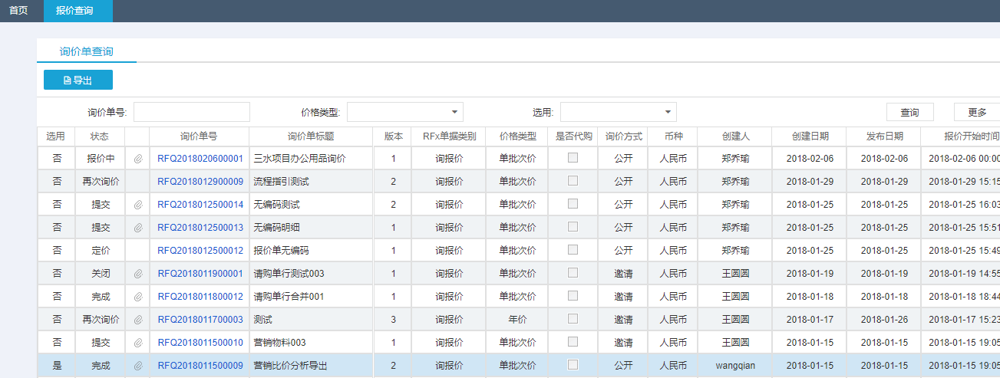 首页 报价查询
询价单查询
导出
询价单号: 价格类型: 选用: 查询 更多
选用 状态 询价单号 询价单标题 版本 RFx单据类别 价格类型 是否代购 询价方式 币种 创建人 创建日期 发布日期 报价开始时间
否 报价中 RFQ2018020600001 三水项目办公用品询价 1 询报价 单批次价 公开 人民币 郑乔瑜 2018-02-06 2018-02-06 2018-02-06 00:00
否 再次询价 RFQ2018012900009 流程指引测试 2 询报价 单批次价 公开 人民币 郑乔瑜 2018-01-29 2018-01-29 2018-01-29 15:15
否 提交 RFQ2018012500014 无编码测试 2 询报价 单批次价 公开 人民币 郑乔瑜 2018-01-25 2018-01-25 2018-01-25 16:03
否 提交 RFQ2018012500013 无编码明细 1 询报价 单批次价 公开 人民币 郑乔瑜 2018-01-25 2018-01-25 2018-01-25 15:51
否 定价 RFQ2018012500012 报价单无编码 1 询报价 单批次价 公开 人民币 郑乔瑜 2018-01-25 2018-01-25 2018-01-25 15:49
否 关闭 RFQ2018011900001 请购单行测试003 1 询报价 单批次价 邀请 人民币 王圆圆 2018-01-19 2018-01-19 2018-01-19 14:55
否 完成 RFQ2018011800012 请购单行合并001 1 询报价 单批次价 邀请 人民币 王圆圆 2018-01-18 2018-01-18 2018-01-18 18:44
否 再次询价 RFQ2018011700003 测试 3 询报价 年价 邀请 人民币 王圆圆 2018-01-17 2018-01-26 2018-01-17 15:23
否 提交 RFQ2018011500010 营销物料003 1 询报价 单批次价 邀请 人民币 王圆圆 2018-01-15 2018-01-15 2018-01-15 19:05
是 完成 RFQ2018011500009 营销比价分析导出 2 询报价 单批次价 公开 人民币 wangqian 2018-01-15 2018-01-15 2018-01-15 19:05